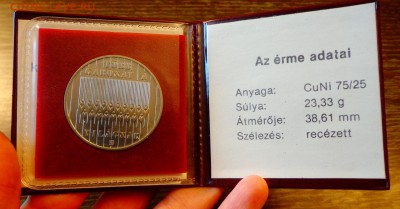 Az érme adatai
Anyaga: CuNi 75/25
Súlya: 23,33 g
Átmérője: 38,61 mm
Szélezés: recézett